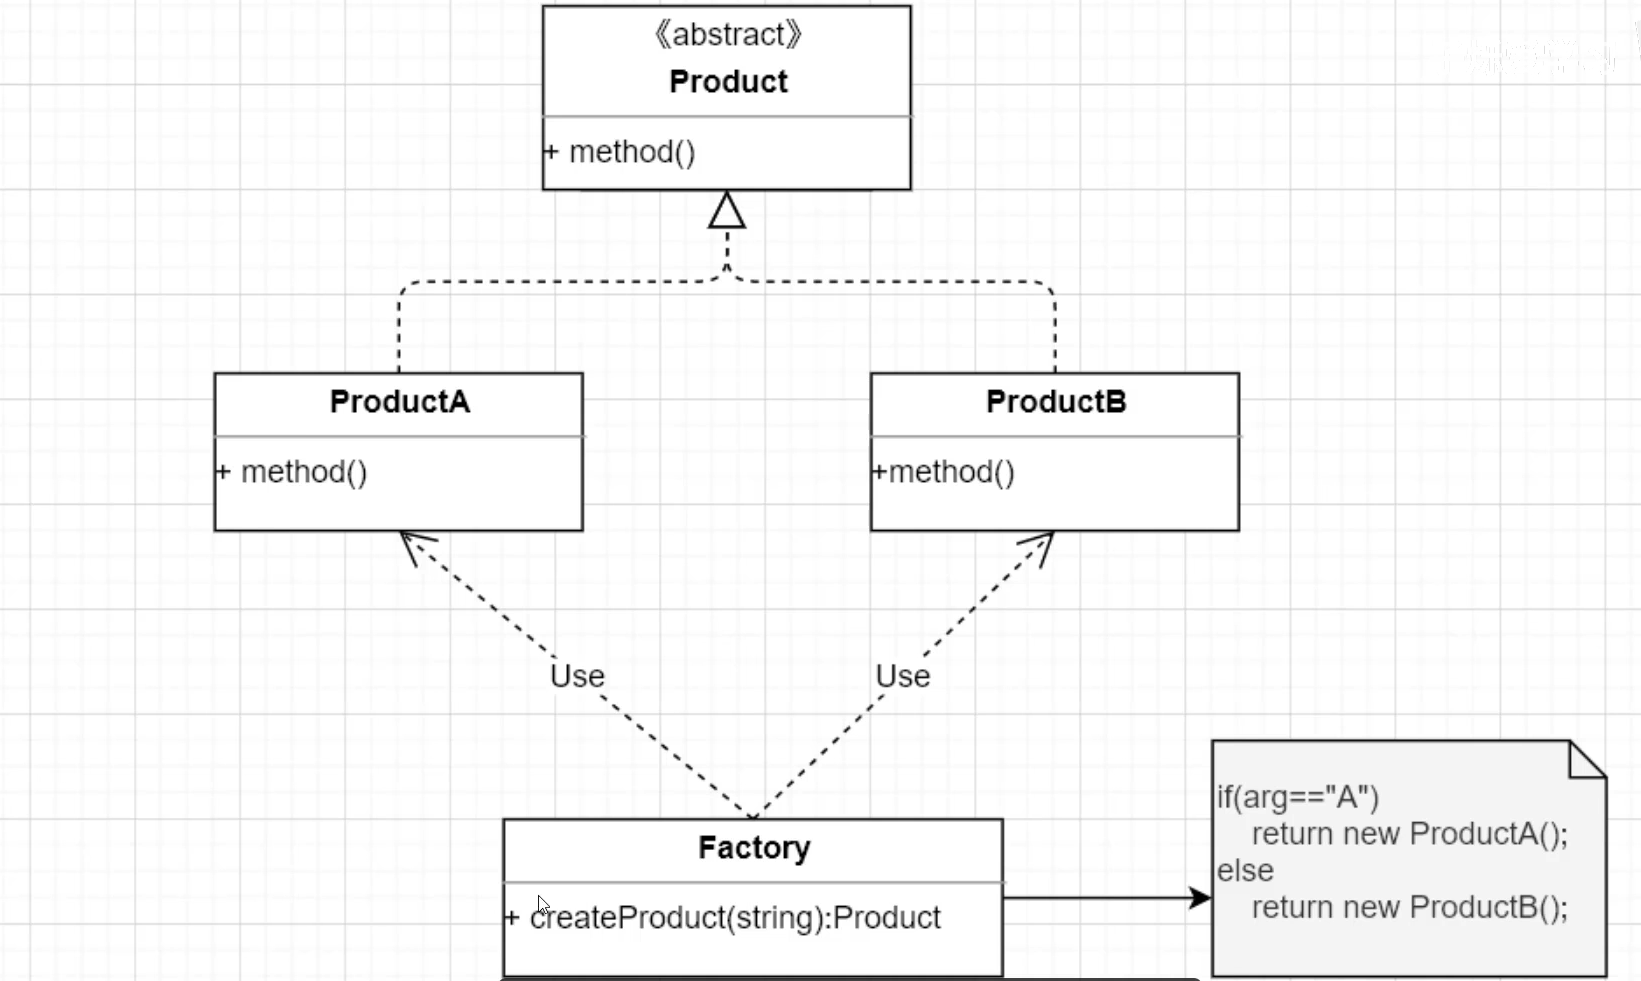 《abstract》
Product
+ method()
ProductA
+ method()
ProductB
+method()
Use
Use
Factory
+ createProduct(string):Product
if(arg=="A")
return new ProductA();
else
return new ProductB();